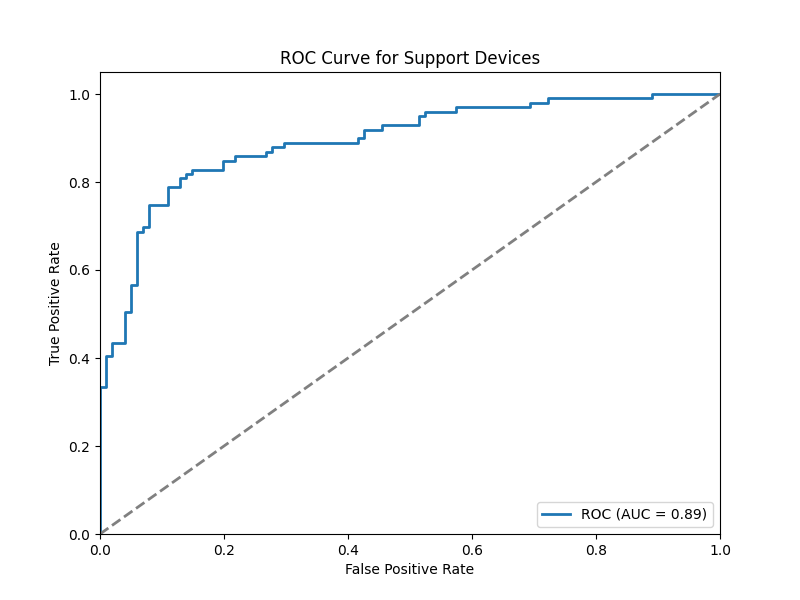 ROC Curve for Support Devices
True Positive Rate
1.0
0.8
0.6
0.4
0.2
0.0
0.0 0.2 0.4 0.6 0.8 1.0
False Positive Rate
ROC (AUC = 0.89)